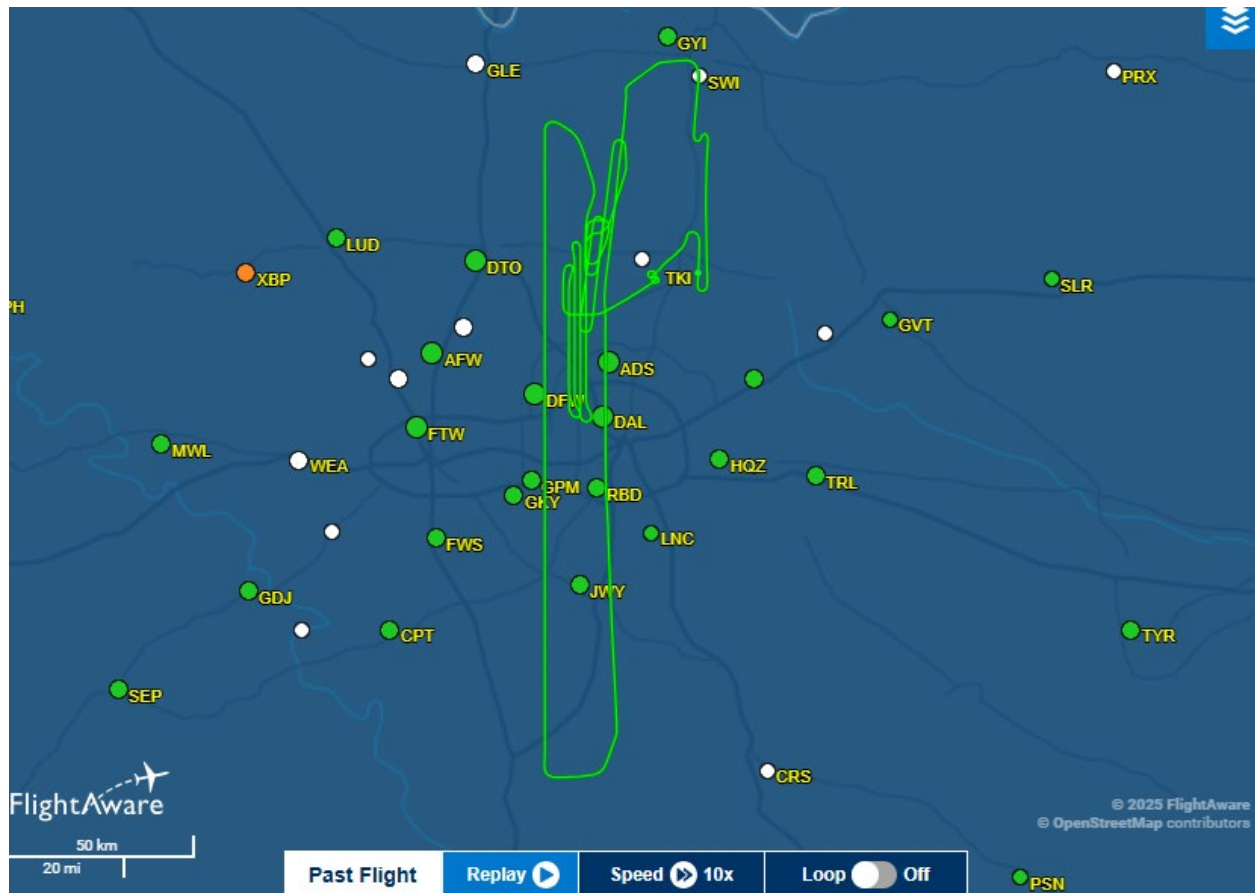 GYI
GLE
SWI
PRX
LUD
DTO
XBP
TKI
SLR
PH
GVT
AFW
ADS
DFW
DAL
FTW
MWL
WEA
HQZ
TRL
GPM
GKY
RBD
FWS
LNC
GDJ
JWY
CPT
TYR
SEP
CRS
FlightAware
© 2025 FlightAware
© OpenStreetMap contributors
50 km
20 mi
Past Flight Replay Speed 10x Loop Off
PSN